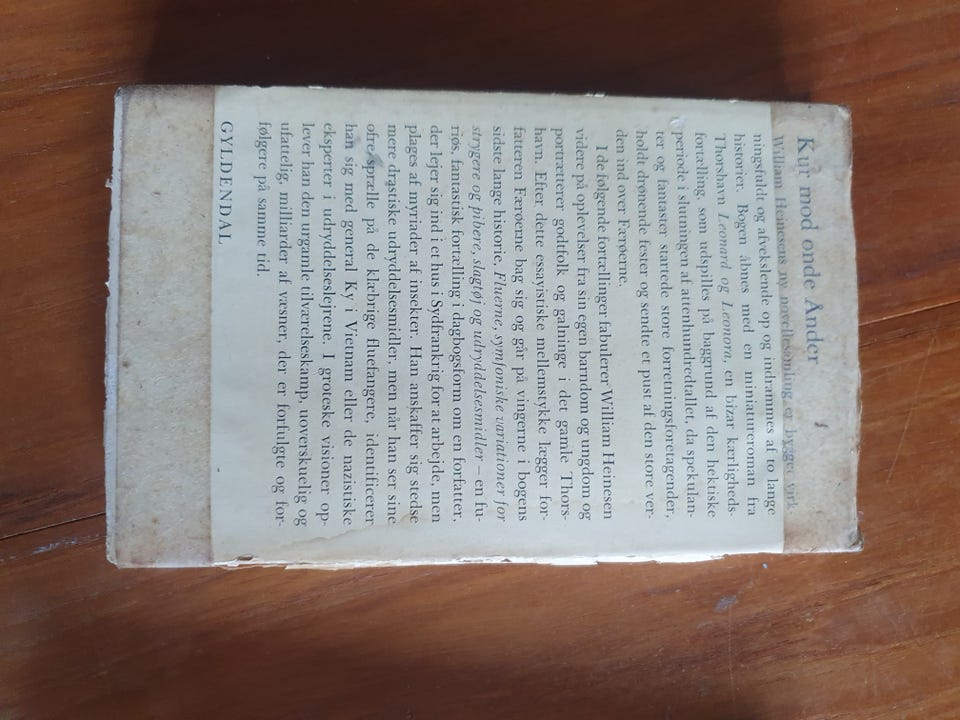 Kur mod onde Ånder
William Heinesens ny novellesamling er bygget virk-
ningsfuldt og afvekslende op og indrammes af to lange
historier. Bogen åbnes med en miniatureroman fra
Thorshavn Leonard og Leonora, en bizar kærligheds-
fortælling, som udspilles på baggrund af den hektiske
periode i slutningen af attenhundredtallet, da spekulan-
ter og fantaster startede store forretningsforetagender,
holdt drønende fester og sendte et pust af den store ver-
den ind over Færøerne.
I de følgende fortællinger fabulerer William Heinesen
videre på oplevelser fra sin egen barndom og ungdom og
portrætterer godtfolk og galninge i det gamle Thors-
havn. Efter dette essayistiske mellemstykke lægger for-
fatteren Færøerne bag sig og går på vingerne i bogens
sidste lange historie, Fluerne, symfoniske variationer for
strygere og pibere, slagtøj og udryddelsesmidler – en fu-
riøs, fantastisk fortælling i dagbogsform om en forfatter,
der lejer sig ind i et hus i Sydfrankrig for at arbejde, men
plages af myriader af insekter. Han anskaffer sig stedse
mere drastiske udryddelsesmidler, men når han ser sine
ofre sprælle på de klæbrige fluefangere, identificerer
han sig med general Ky i Vietnam eller de nazistiske
eksperter i udryddelseslejrene. I groteske visioner op-
lever han den urgamle tilværelseskamp, uoverskuelig og
ufattelig, milliarder af væsner, der er forfulgte og for-
følgere på samme tid.
GYLDENDAL